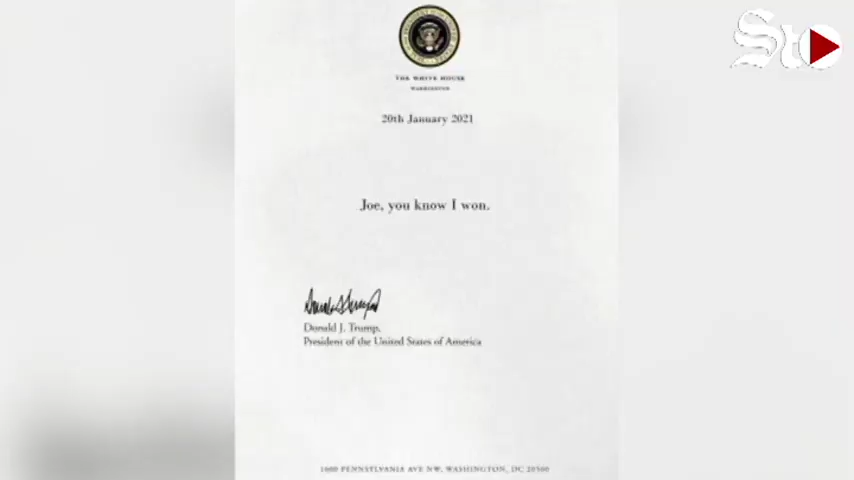 St
THE WHITE HOUSE
WASHINGTON
20th January 2021
Joe, you know I won.
Donald J. Trump,
President of the United States of America
1600 PENNSYLVANIA AVE NW, WASHINGTON, DC 20500